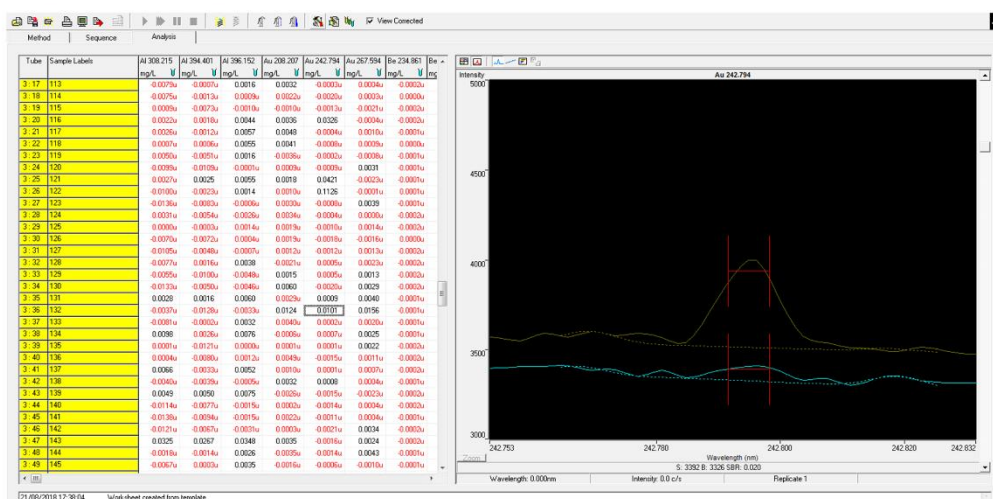 View Corrected
Method Sequence Analysis
Tube Sample Labels Al 308.215 Al 394.401 Al 396.152 Au 208.207 Au 242.794 Au 267.594 Be 234.861 Be
mg/L mg/L mg/L mg/L mg/L mg/L mg/L mg
3 : 17 113 -0.0079u -0.0007u 0.0016 0.0032 -0.0003u 0.0004u -0.0002u
3 : 18 114 -0.0075u -0.0013u 0.0009u 0.0022u -0.0020u 0.0003u 0.0000u
3 : 19 115 0.0009u -0.0073u -0.0010u -0.0010u -0.0013u -0.0021u -0.0002u
3 : 20 116 0.0022u 0.0018u 0.0044 0.0036 0.0326 -0.0004u -0.0002u
3 : 21 117 0.0026u -0.0012u 0.0057 0.0048 -0.0004u 0.0010u -0.0001u
3 : 22 118 0.0007u 0.0006u 0.0055 0.0041 -0.0008u 0.0009u 0.0000u
3 : 23 119 0.0050u -0.0051u 0.0016 -0.0036u -0.0002u -0.0008u -0.0001u
3 : 24 120 -0.0099u -0.0109u -0.0001u 0.0009u -0.0009u 0.0031 -0.0001u
3 : 25 121 0.0027u 0.0025 0.0055 0.0018 0.0421 -0.0023u -0.0001u
3 : 26 122 -0.0100u -0.0023u 0.0014 0.0010u 0.1126 -0.0001u -0.0001u
3 : 27 123 -0.0136u -0.0083u -0.0006u 0.0030u -0.0008u 0.0039 -0.0001u
3 : 28 124 0.0031u -0.0054u -0.0026u 0.0034u -0.0004u 0.0000u -0.0002u
3 : 29 125 0.0000u -0.0003u 0.0014u 0.0019u -0.0010u 0.0014u -0.0002u
3 : 30 126 -0.0070u -0.0072u 0.0004u 0.0019u -0.0018u -0.0016u 0.0000u
3 : 31 127 -0.0105u -0.0048u -0.0007u 0.0012u -0.0012u 0.0013u -0.0002u
3 : 32 128 -0.0077u 0.0016u 0.0038 -0.0021u 0.0005u 0.0023u -0.0002u
3 : 33 129 -0.0055u -0.0100u -0.0048u 0.0015 0.0005u 0.0013 -0.0002u
3 : 34 130 -0.0133u -0.0090u -0.0046u 0.0060 -0.0020u 0.0029 -0.0002u
3 : 35 131 0.0028 0.0016 0.0060 0.0029u 0.0009 0.0040 -0.0001u
3 : 36 132 -0.0037u -0.0128u -0.0033u 0.0124 0.0101 0.0156 -0.0001u
3 : 37 133 -0.0081u -0.0002u 0.0032 0.0049u 0.0002u 0.0020u -0.0001u
3 : 38 134 0.0098 0.0026u 0.0076 -0.0006u 0.0007u 0.0025 -0.0001u
3 : 39 135 0.0001u -0.0121u 0.0000u 0.0001u 0.0001u 0.0022 -0.0002u
3 : 40 136 0.0004u -0.0080u 0.0012u 0.0049u -0.0015u 0.0011u -0.0002u
3 : 41 137 0.0066 -0.0033u 0.0052 0.0010u 0.0001u 0.0007u -0.0002u
3 : 42 138 -0.0040u -0.0039u -0.0005u 0.0032 0.0008 0.0004u -0.0001u
3 : 43 139 0.0049 0.0050 0.0075 -0.0026u -0.0015u -0.0023u -0.0002u
3 : 44 140 -0.0114u -0.0077u -0.0015u 0.0002u -0.0014u 0.0004u -0.0002u
3 : 45 141 -0.0138u -0.0094u -0.0015u 0.0022u -0.0011u 0.0004u -0.0001u
3 : 46 142 -0.0121u -0.0067u -0.0031u 0.0003u -0.0021u 0.0034 -0.0002u
3 : 47 143 0.0325 0.0267 0.0348 0.0035 -0.0016u 0.0024 -0.0002u
3 : 48 144 -0.0018u -0.0014u 0.0026 -0.0035u -0.0014u 0.0043 -0.0001u
3 : 49 145 -0.0067u 0.0003u 0.0035 -0.0016u -0.0006u -0.0010u -0.0001u
Intensity Au 242.794
5000
4500
4000
3500
3000
242.753 242.780 242.800 242.820 242.832
Zoom Wavelength (nm)
S: 3392 B: 3326 SBR: 0.020
Wavelength: 0.000nm Intensity: 0.0 c/s Replicate 1
21/08/2018 17:38:04 Worksheet created from template